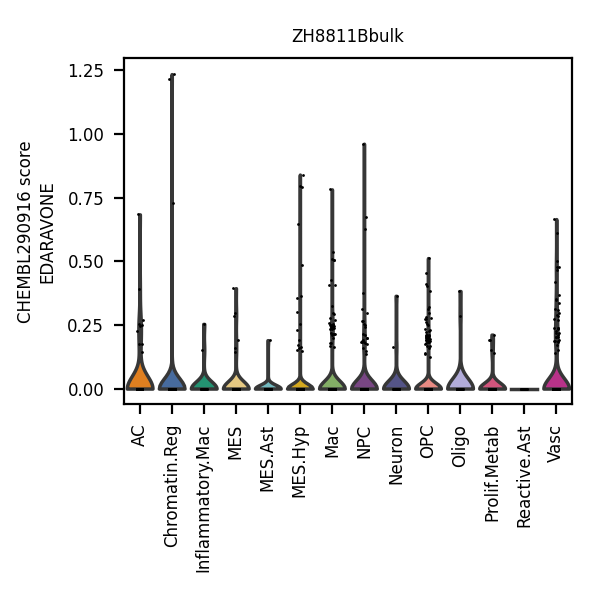 ZH8811Bbulk
CHEMBL290916 score
EDARAVONE
1.25
1.00
0.75
0.50
0.25
0.00
AC
Chromatin.Reg
Inflammatory.Mac
MES
MES.Ast
MES.Hyp
Mac
NPC
Neuron
OPC
Oligo
Prolif.Metab
Reactive.Ast
Vasc